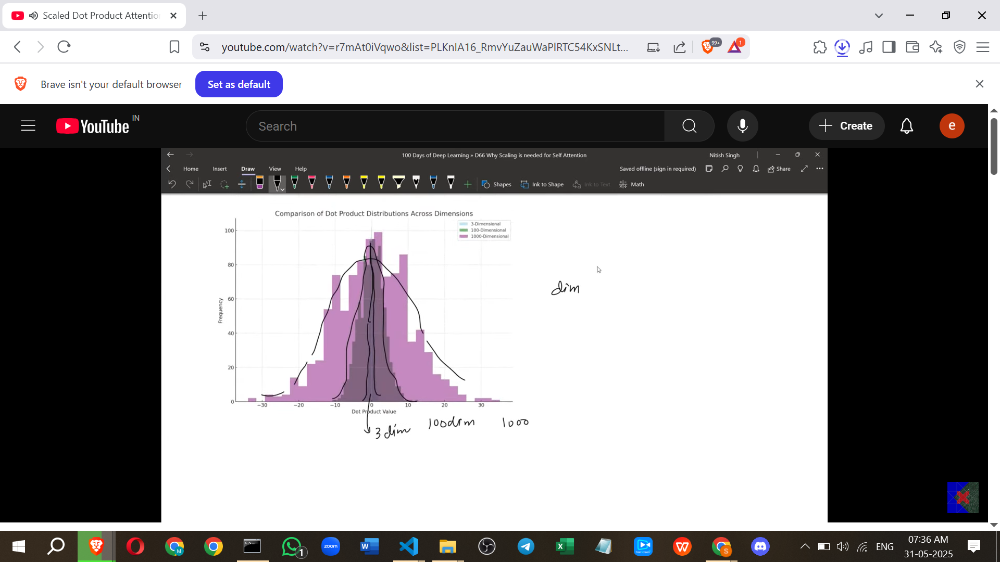 Scaled Dot Product Attentio
youtube.com/watch?v=r7mAt0iVqwo&list=PLKnIA16_RmvYuZauWaPlRTC54KxSNLt...
99+
1
Brave isn't your default browser
Set as default
YouTube
IN
Search
Create
e
100 Days of Deep Learning » D66 Why Scaling is needed for Self Attention
Nitish Singh
Home Insert Draw View Help
Saved offline (sign in required)
Share
Shapes
Ink to Shape
Ink to Text
Math
Comparison of Dot Product Distributions Across Dimensions
3-Dimensional
100-Dimensional
1000-Dimensional
100
80
60
40
20
0
Frequency
−30 −20 −10 0 10 20 30
Dot Product Value
dim
3 dim
100dim
1000
M
C:\
1
zoom
W
X
W
S
ENG
07:36 AM
31-05-2025